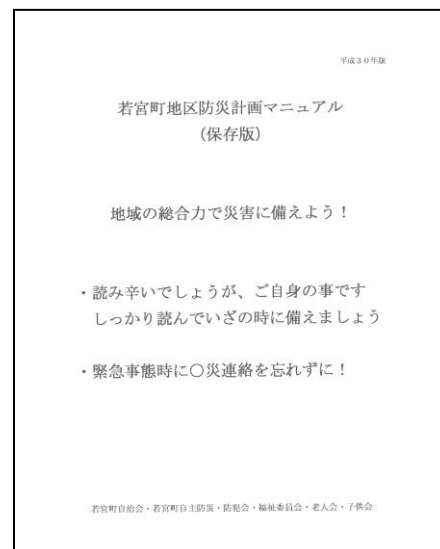 平成30年版
若宮町地区防災計画マニュアル
（保存版）
地域の総合力で災害に備えよう！
・読み辛いでしょうが、ご自身の事です
しっかり読んでいざの時に備えましょう
・緊急事態時に〇災連絡を忘れずに！
若宮町自治会・若宮町自主防災・防犯会・福祉委員会・老人会・子供会